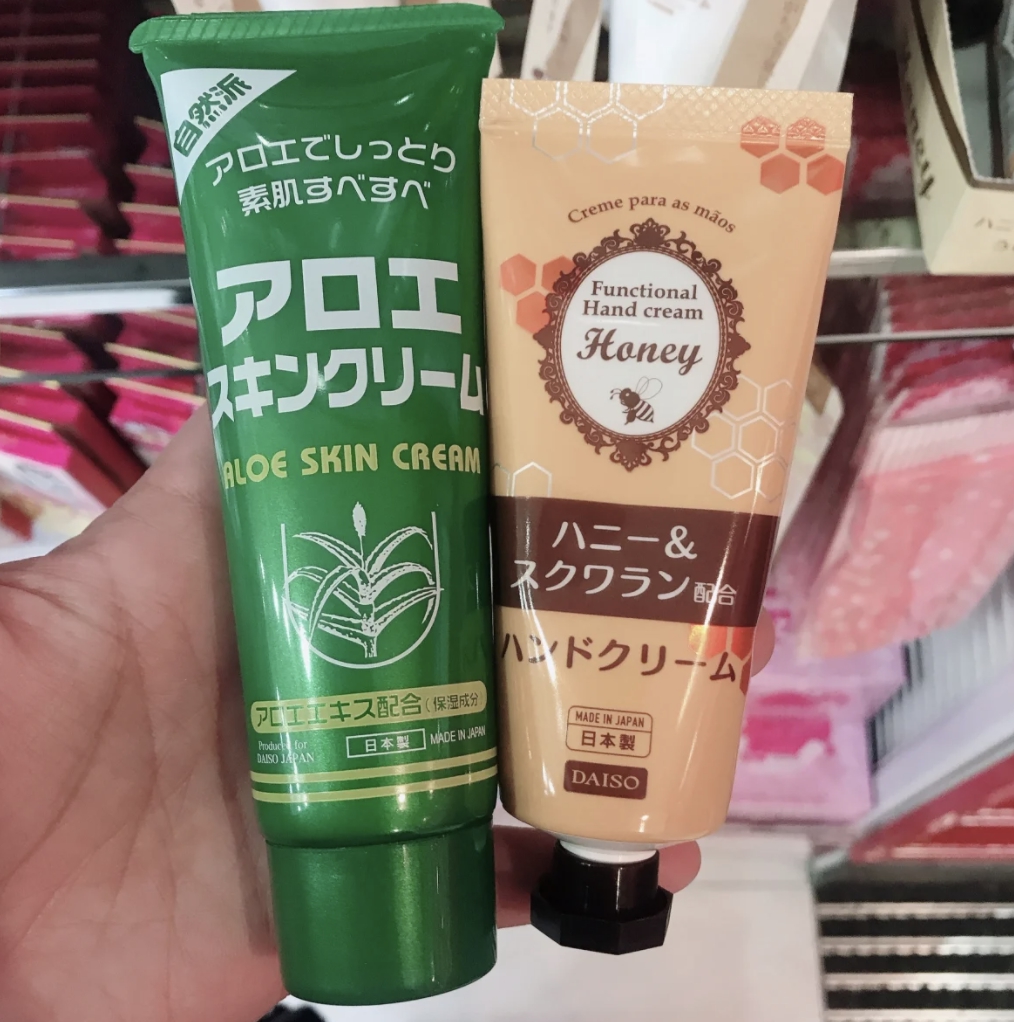 自然派
アロエでしっとり
素肌すべすべ
アロエ
スキンクリーム
ALOE SKIN CREAM
アロエエキス配合(保湿成分)
Produced for
DAISO JAPAN
日本製
MADE IN JAPAN
Creme para as mãos
Functional
Hand cream
Honey
ハニー&
スクワラン配合
ハンドクリーム
MADE IN JAPAN
日本製
DAISO